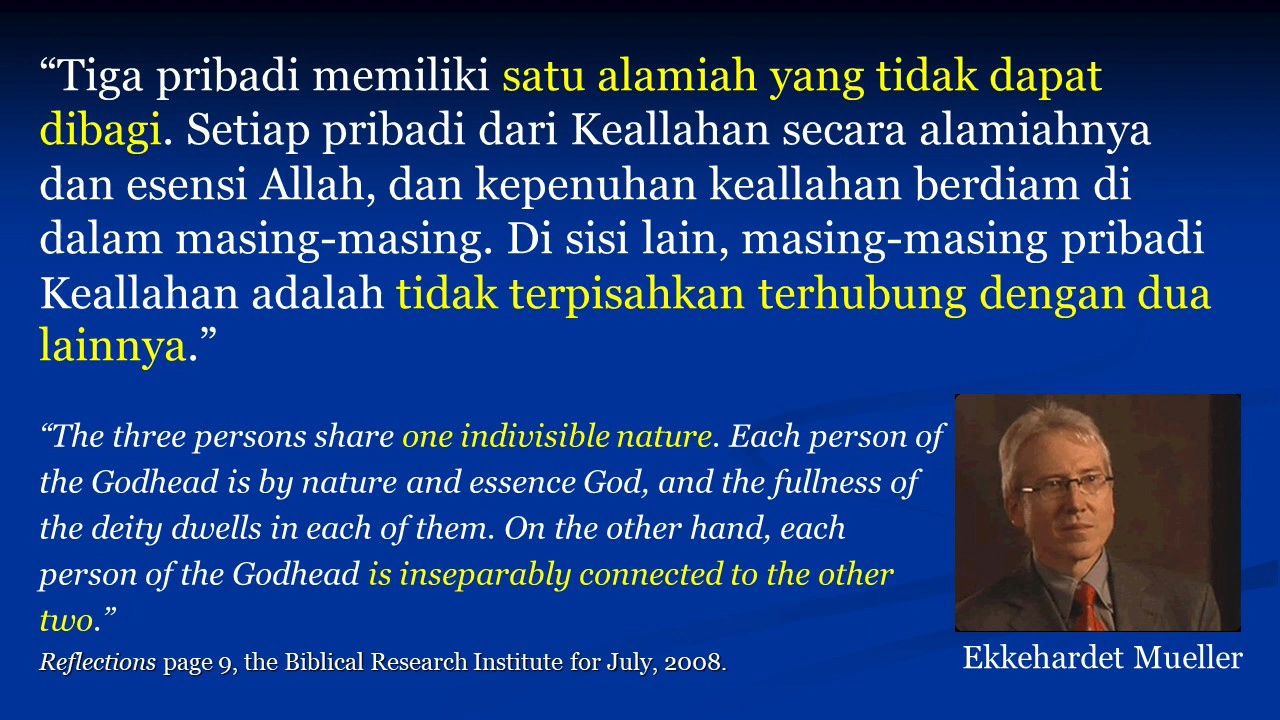 “Tiga pribadi memiliki satu alamiah yang tidak dapat
dibagi. Setiap pribadi dari Keallahan secara alamiahnya
dan esensi Allah, dan kepenuhan keallahan berdiam di
dalam masing-masing. Di sisi lain, masing-masing pribadi
Keallahan adalah tidak terpisahkan terhubung dengan dua
lainnya.”
“The three persons share one indivisible nature. Each person of
the Godhead is by nature and essence God, and the fullness of
the deity dwells in each of them. On the other hand, each
person of the Godhead is inseparably connected to the other
two.”
Reflections page 9, the Biblical Research Institute for July, 2008.
Ekkehardet Mueller